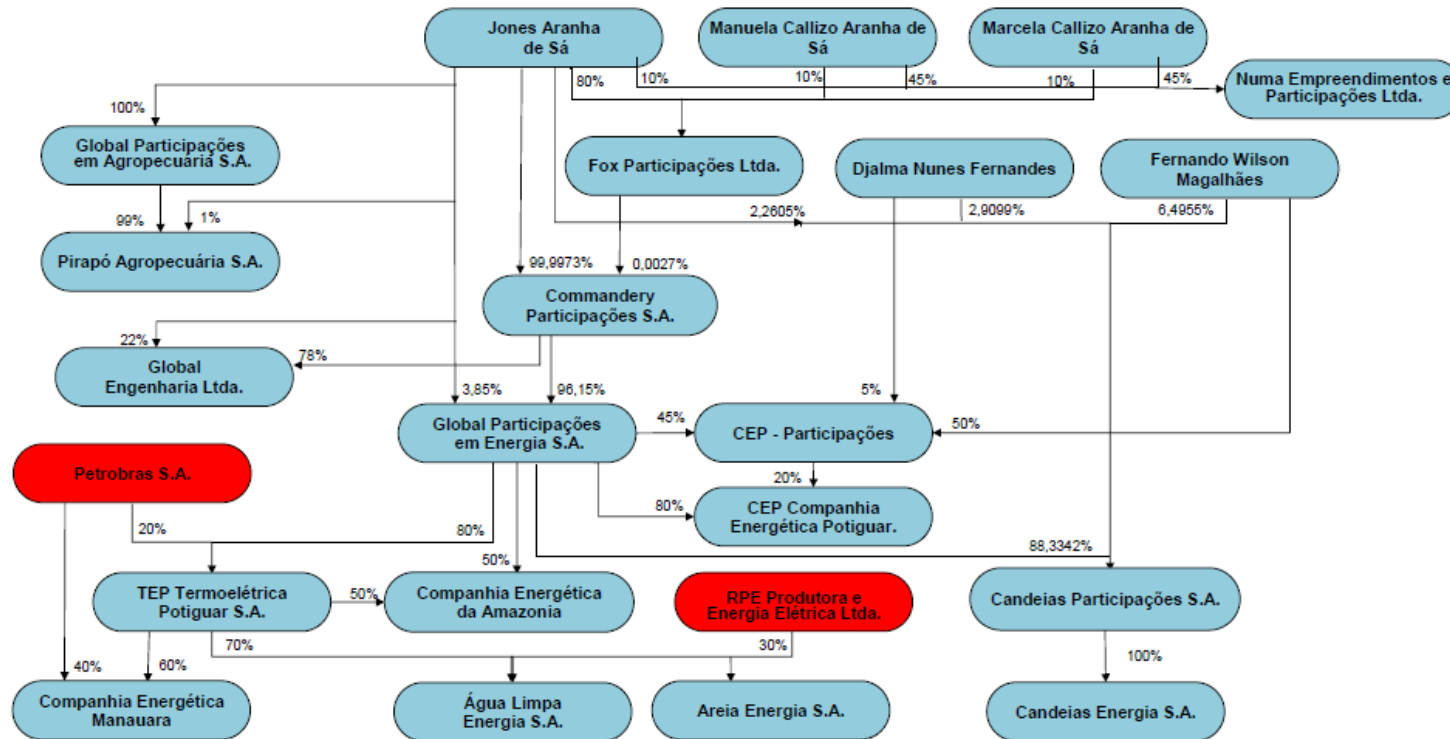 Jones Aranha
de Sá
Manuela Callizo Aranha de
Sá
Marcela Callizo Aranha de
Sá
80%
10%
10%
45%
10%
45%
Numa Empreendimentos e
Participações Ltda.
100%
Global Participações
em Agropecuária S.A.
Fox Participações Ltda.
Djalma Nunes Fernandes
Fernando Wilson
Magalhães
99%
1%
2,2605%
2,9099%
6,4955%
Pirapó Agropecuária S.A.
99,9973%
0,0027%
Commandery
Participações S.A.
22%
78%
Global
Engenharia Ltda.
3,85%
96,15%
5%
Global Participações
em Energia S.A.
45%
CEP - Participações
50%
Petrobras S.A.
20%
80%
CEP Companhia
Energética Potiguar.
20%
80%
50%
88,3342%
TEP Termoelétrica
Potiguar S.A.
50%
Companhia Energética
da Amazonia
RPE Produtora e
Energia Elétrica Ltda.
Candeias Participações S.A.
70%
30%
40%
60%
100%
Companhia Energética
Manauara
Água Limpa
Energia S.A.
Areia Energia S.A.
Candeias Energia S.A.